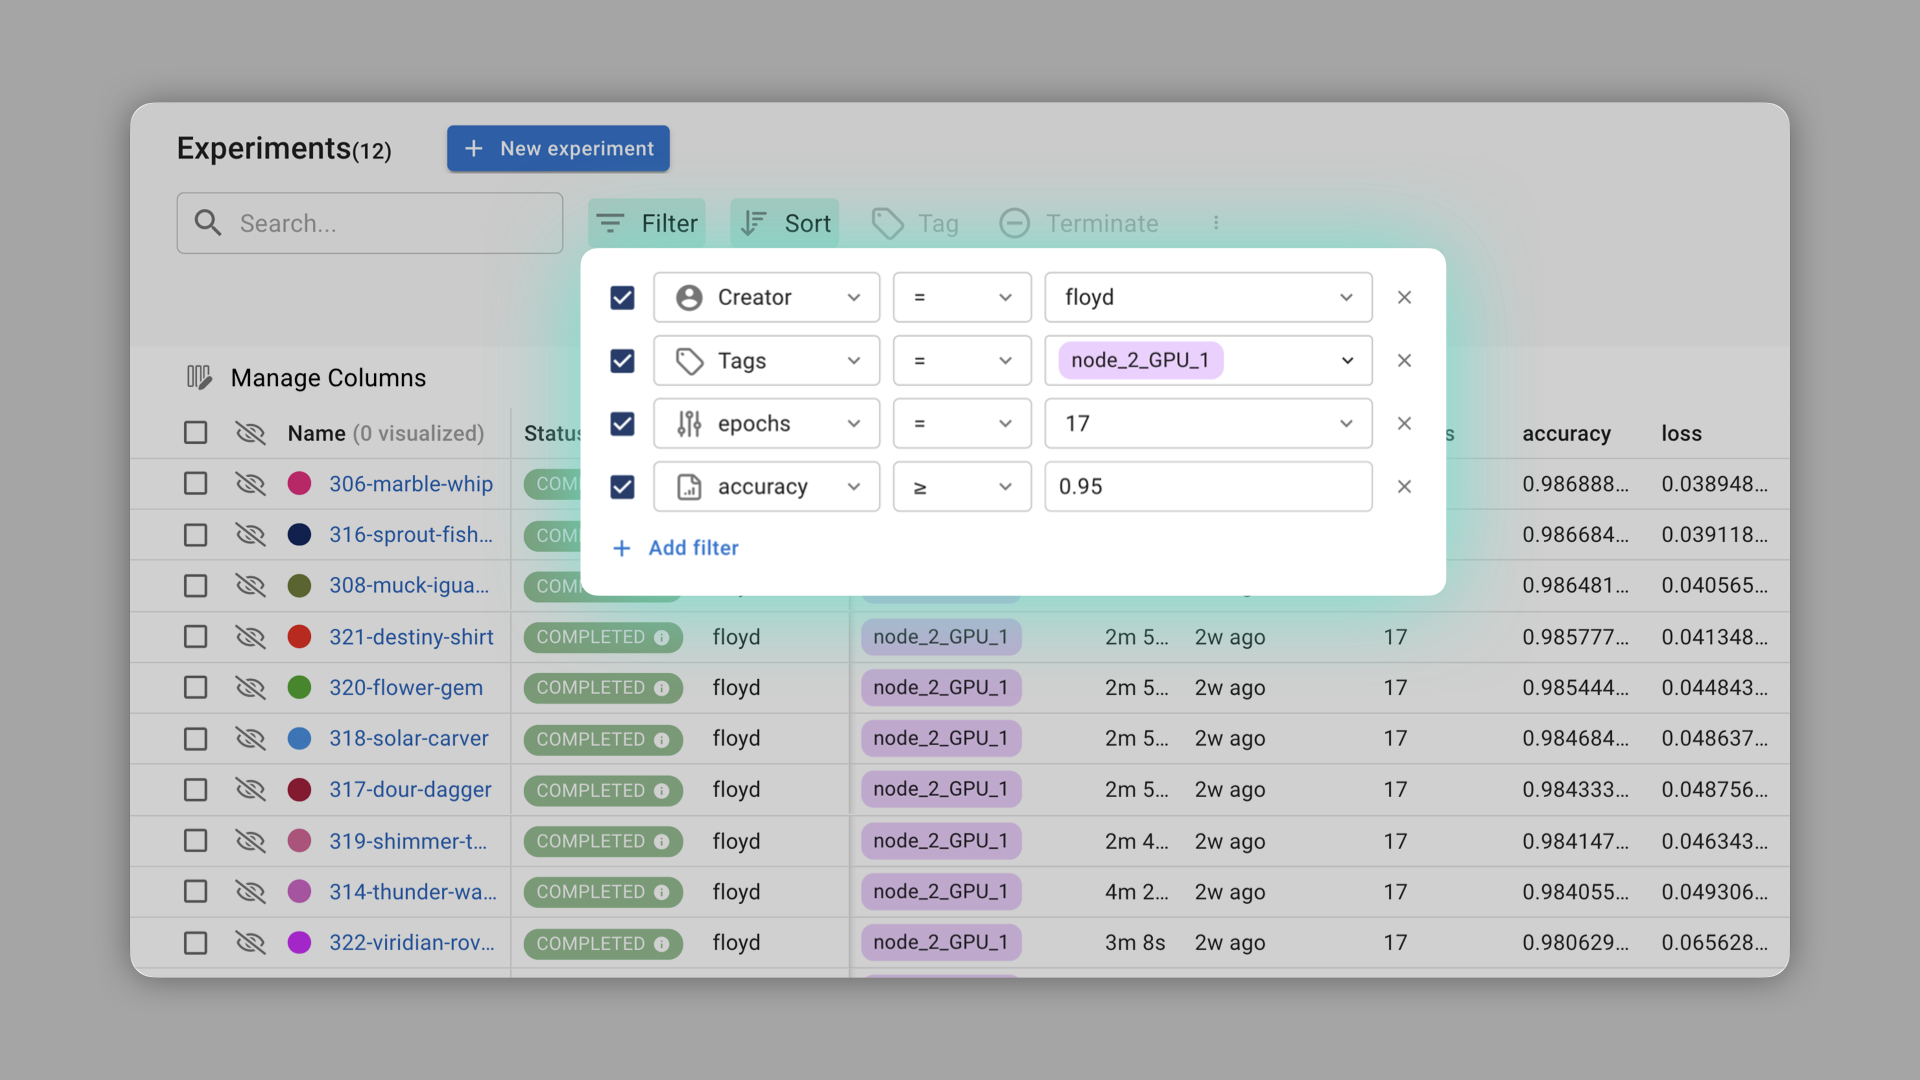 Experiments(12) + New experiment
Search... Filter Sort Tag Terminate
Creator = floyd
Tags = node_2_GPU_1
epochs = 17
accuracy ≥ 0.95
+ Add filter
Manage Columns
Name (0 visualized) Status accuracy loss
306-marble-whip 0.986888... 0.038948...
316-sprout-fish... 0.986684... 0.039118...
308-muck-igua... 0.986481... 0.040565...
321-destiny-shirt COMPLETED floyd node_2_GPU_1 2m 5... 2w ago 17 0.985777... 0.041348...
320-flower-gem COMPLETED floyd node_2_GPU_1 2m 5... 2w ago 17 0.985444... 0.044843...
318-solar-carver COMPLETED floyd node_2_GPU_1 2m 5... 2w ago 17 0.984684... 0.048637...
317-dour-dagger COMPLETED floyd node_2_GPU_1 2m 5... 2w ago 17 0.984333... 0.048756...
319-shimmer-t... COMPLETED floyd node_2_GPU_1 2m 4... 2w ago 17 0.984147... 0.046343...
314-thunder-wa... COMPLETED floyd node_2_GPU_1 4m 2... 2w ago 17 0.984055... 0.049306...
322-viridian-rov... COMPLETED floyd node_2_GPU_1 3m 8s 2w ago 17 0.980629... 0.065628...